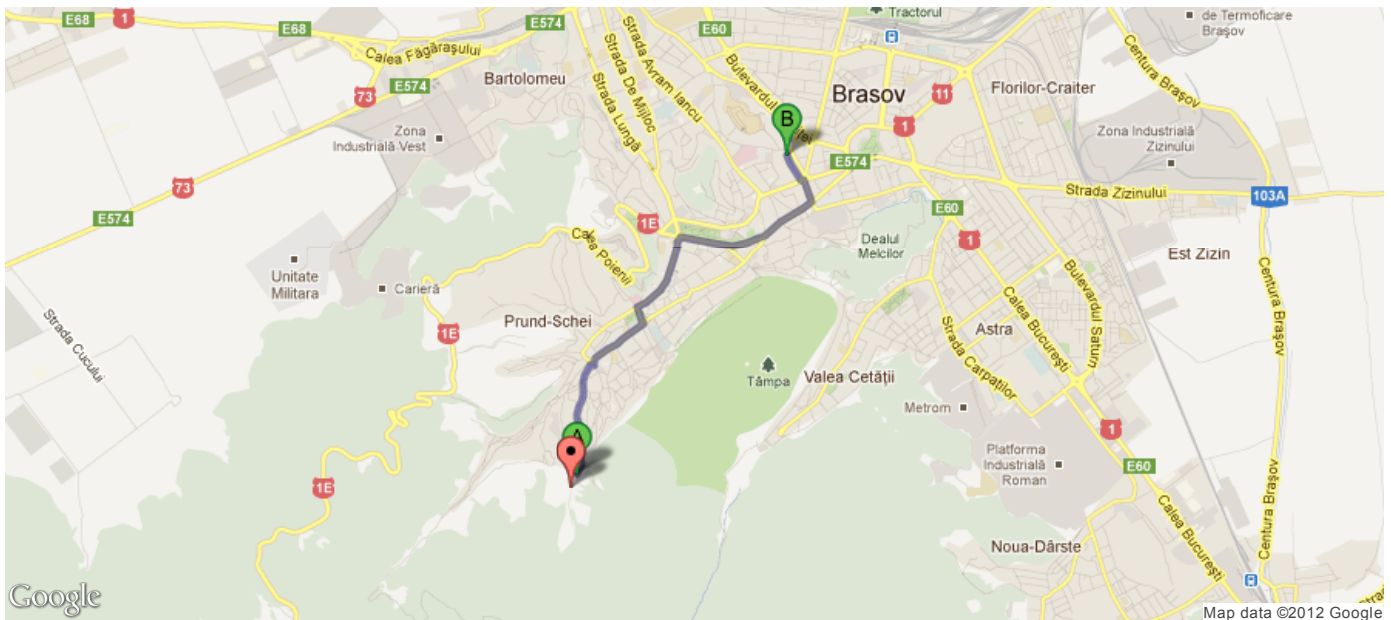 E68
1
E68
E574
Calea Făgărașului
E574
73
Bartolomeu
Strada Avram Iancu
Strada De Mijloc
Strada Lungă
E60
Bulevardul
Tractorul
Brasov
11
1
Florilor-Craiter
de Termoficare
Brașov
Centura Brașov
Zona
Industrială Vest
Zona Industrială
Zizinului
B
E574
73
E574
Strada Zizinului
103A
E60
1
1E
Calea Poienii
Dealul
Melcilor
Est Zizin
Unitate
Militara
Carieră
Bulevardul Saturn
Calea București
Centura Brașov
Strada Cucului
1E
Prund-Schei
Astra
Strada Carpaților
Tâmpa
Valea Cetății
Metrom
1
A
Platforma
Industrială
Roman
E60
1E
Calea București
Centura Brașov
Noua-Dârste
Google
Map data ©2012 Google